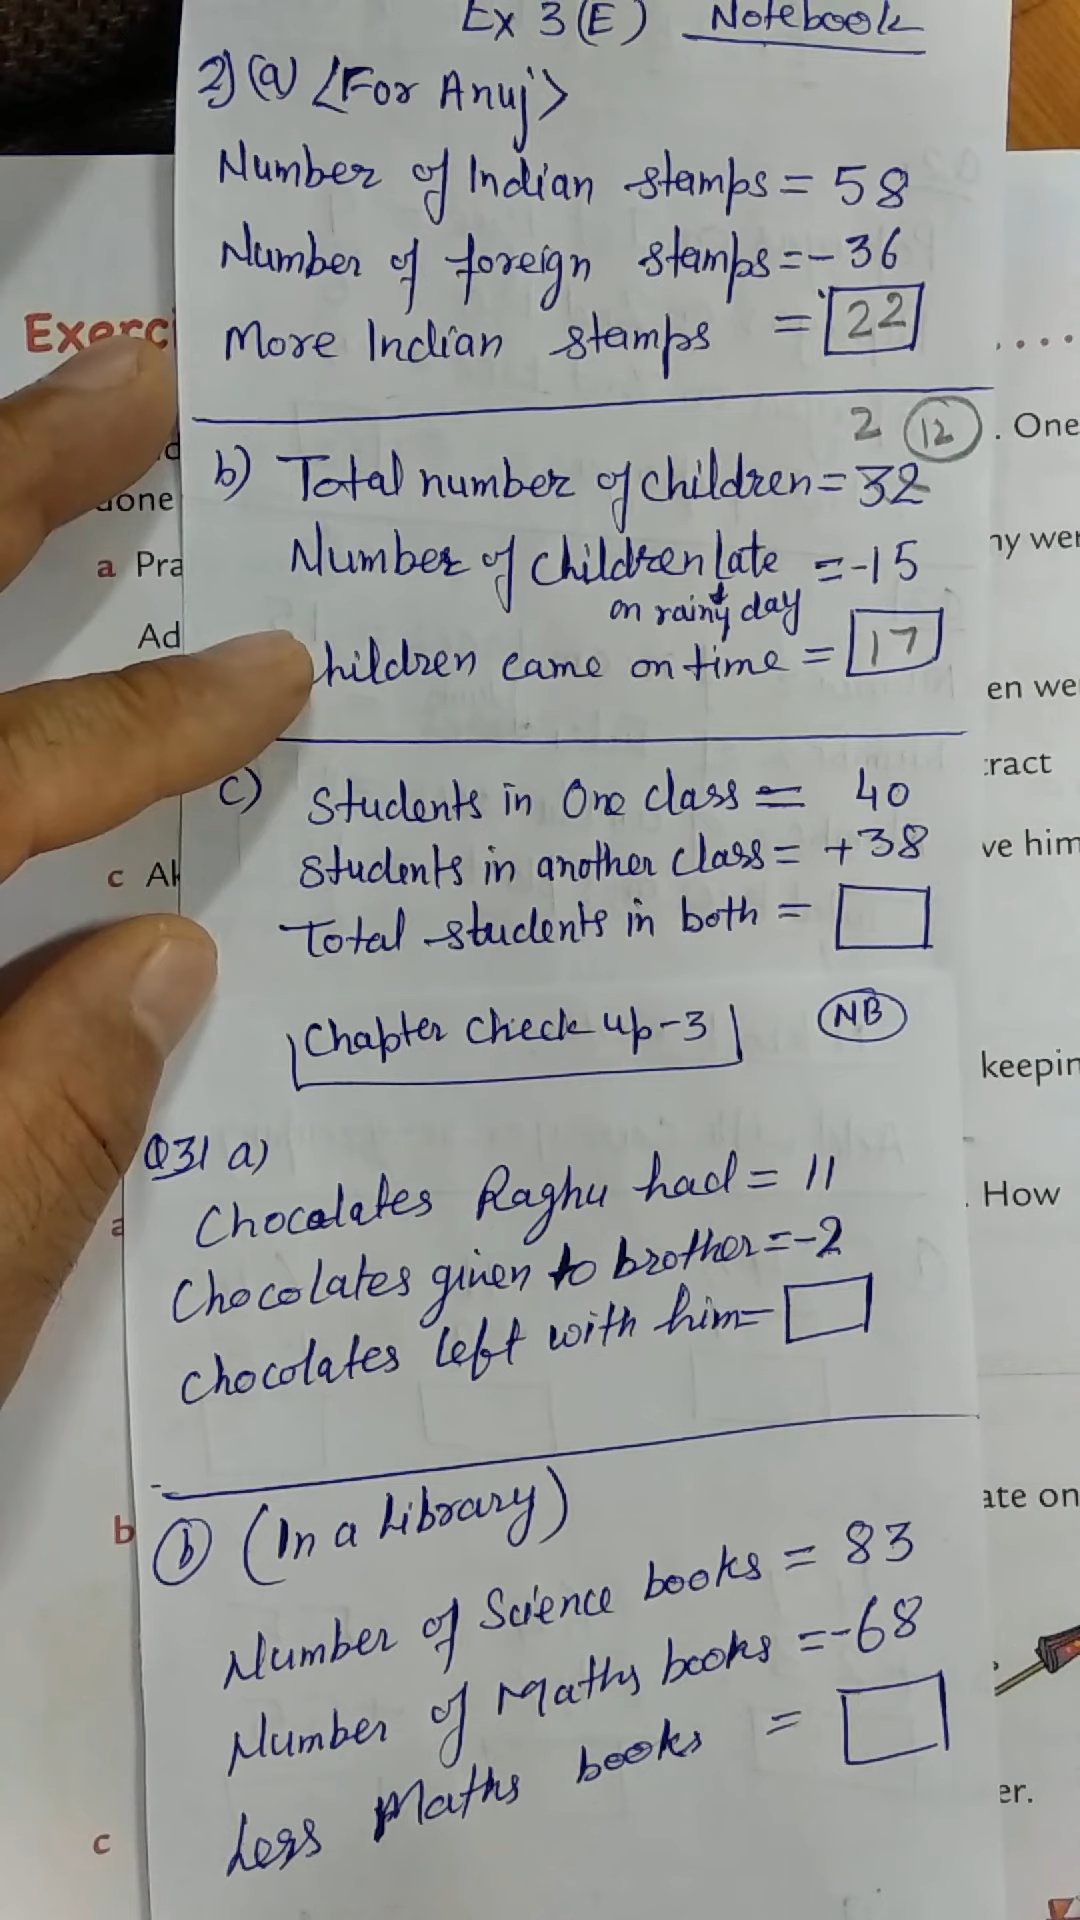 Ex 3(E) Notebook
2) (a) <For Anuj>
Number of Indian stamps = 58
Number of foreign stamps = - 36
More Indian stamps = 22
2 12
b) Total number of children = 32
Number of children late = - 15
on rainy day
hildren came on time = 17
c) Students in One class = 40
Students in another class = + 38
Total students in both =
Chapter Check up - 3 NB
Q3) a)
Chocolates Raghu had = 11
Chocolates given to brother = - 2
chocolates left with him =
b (In a Library)
Number of Science books = 83
Number of Maths books = - 68
Less Maths books =
Exerci
one
a Pra
Ad
c Ak
a
b
c
. One
ny wer
en we
ract
ve him
keepin
. How
ate on
er.